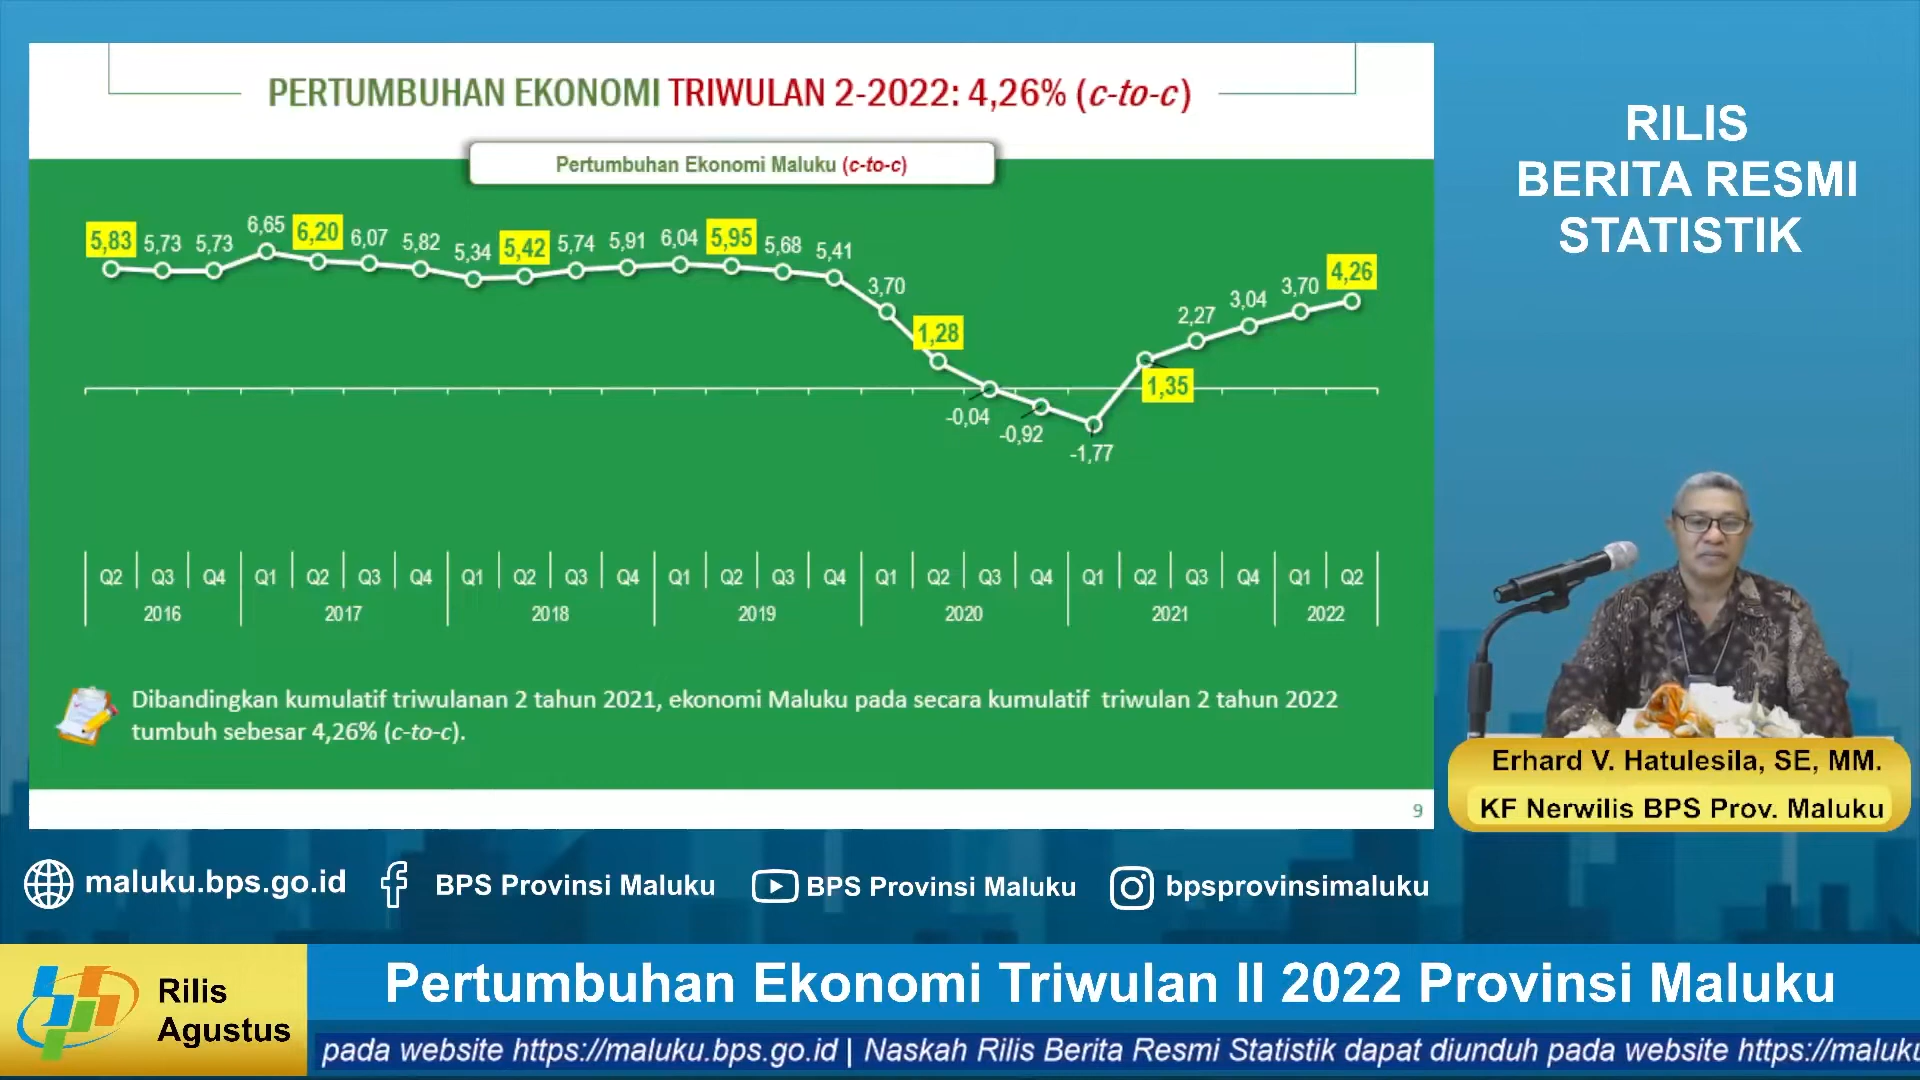 PERTUMBUHAN EKONOMI TRIWULAN 2-2022: 4,26% (c-to-c)
Pertumbuhan Ekonomi Maluku (c-to-c)
5,83 5,73 5,73 6,65 6,20 6,07 5,82 5,34 5,42 5,74 5,91 6,04 5,95 5,68 5,41 3,70 1,28 -0,04 -0,92 -1,77 1,35 2,27 3,04 3,70 4,26
Q2 Q3 Q4 Q1 Q2 Q3 Q4 Q1 Q2 Q3 Q4 Q1 Q2 Q3 Q4 Q1 Q2 Q3 Q4 Q1 Q2 Q3 Q4 Q1 Q2
2016 2017 2018 2019 2020 2021 2022
Dibandingkan kumulatif triwulanan 2 tahun 2021, ekonomi Maluku pada secara kumulatif triwulan 2 tahun 2022
tumbuh sebesar 4,26% (c-to-c).
9
RILIS
BERITA RESMI
STATISTIK
Erhard V. Hatulesila, SE, MM.
KF Nerwilis BPS Prov. Maluku
maluku.bps.go.id BPS Provinsi Maluku BPS Provinsi Maluku bpsprovinsimaluku
Rilis
Agustus
Pertumbuhan Ekonomi Triwulan II 2022 Provinsi Maluku
pada website https://maluku.bps.go.id | Naskah Rilis Berita Resmi Statistik dapat diunduh pada website https://maluku